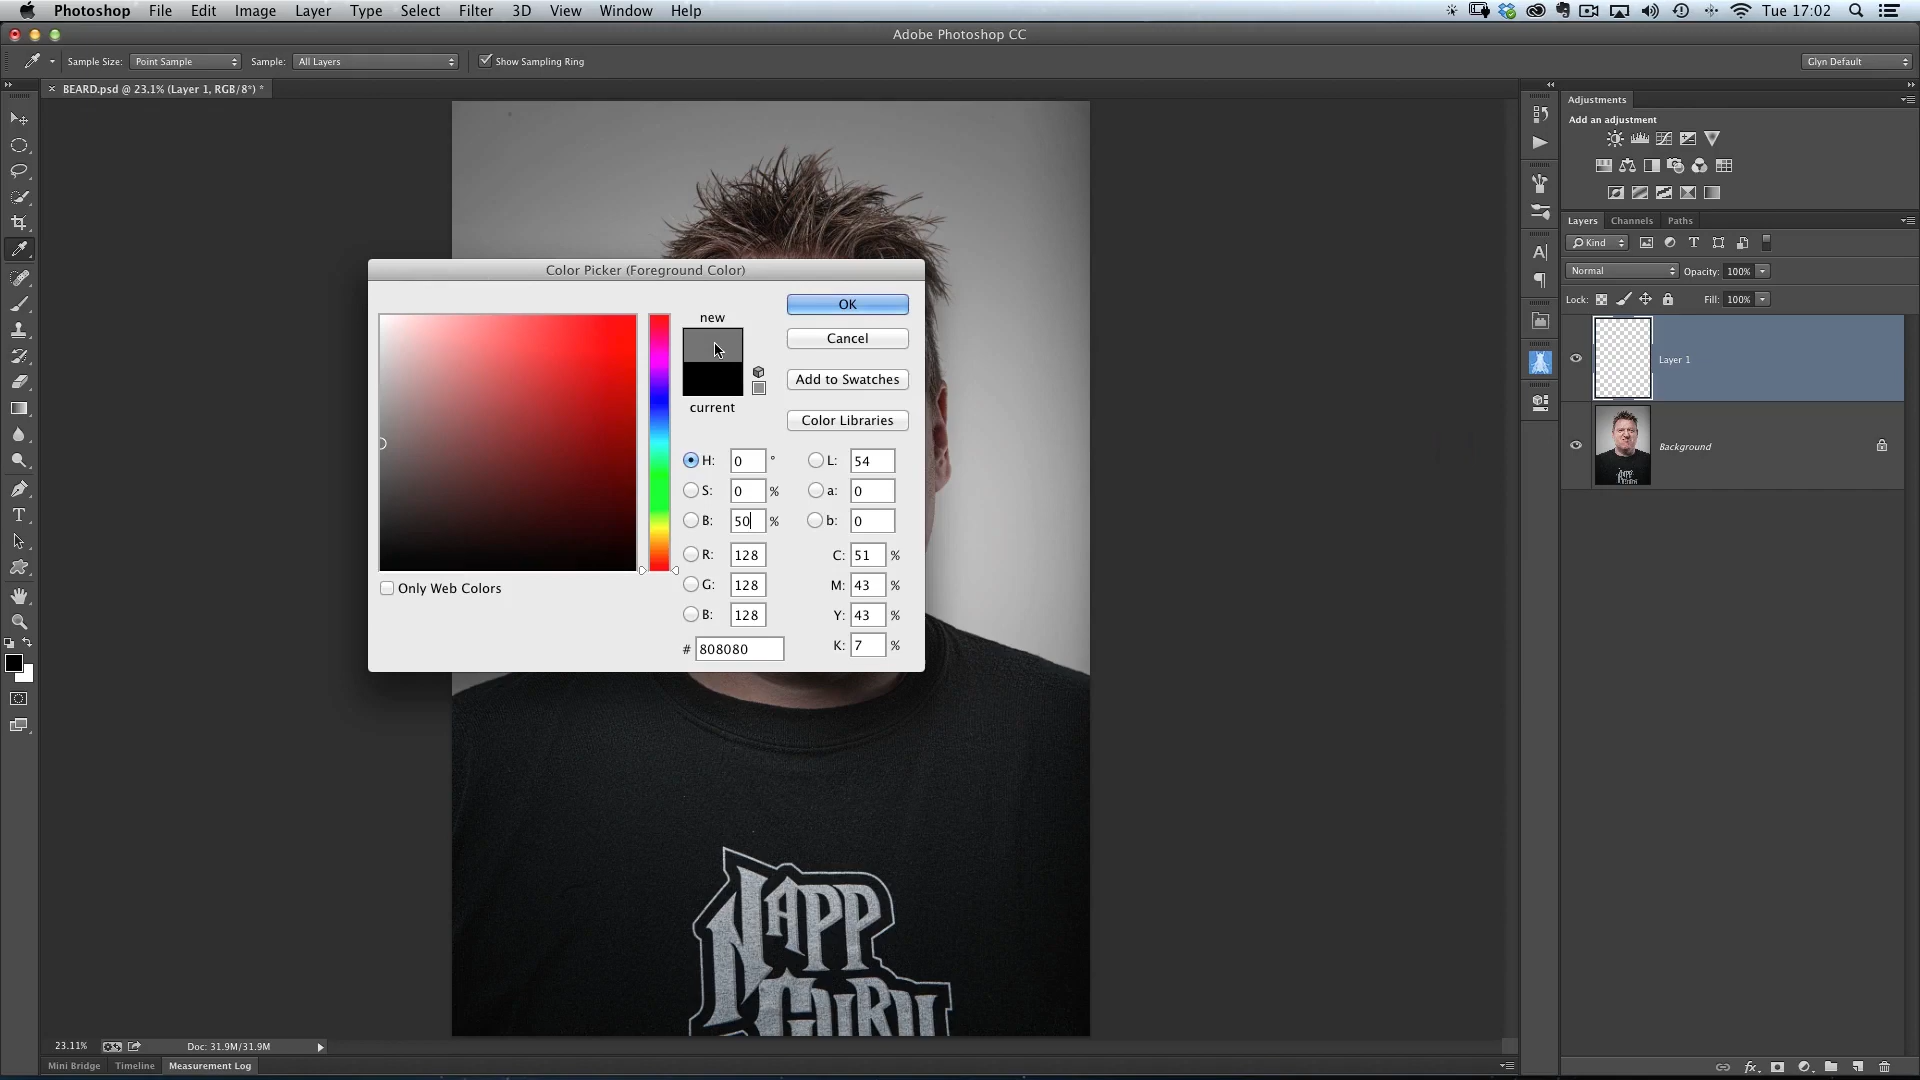 Photoshop File Edit Image Layer Type Select Filter 3D View Window Help Tue 17:02
Adobe Photoshop CC
Sample Size: Point Sample Sample: All Layers Show Sampling Ring Glyn Default
BEARD.psd @ 23.1% (Layer 1, RGB/8*) *
Adjustments
Add an adjustment
Layers Channels Paths
Kind
Normal Opacity: 100%
Lock: Fill: 100%
Layer 1
Background
Color Picker (Foreground Color)
new
current
OK
Cancel
Add to Swatches
Color Libraries
H: 0 ° L: 54
S: 0 % a: 0
B: 50 % b: 0
R: 128 C: 51 %
G: 128 M: 43 %
B: 128 Y: 43 %
# 808080 K: 7 %
Only Web Colors
NAPP
GURU
23.11% Doc: 31.9M/31.9M
Mini Bridge Timeline Measurement Log